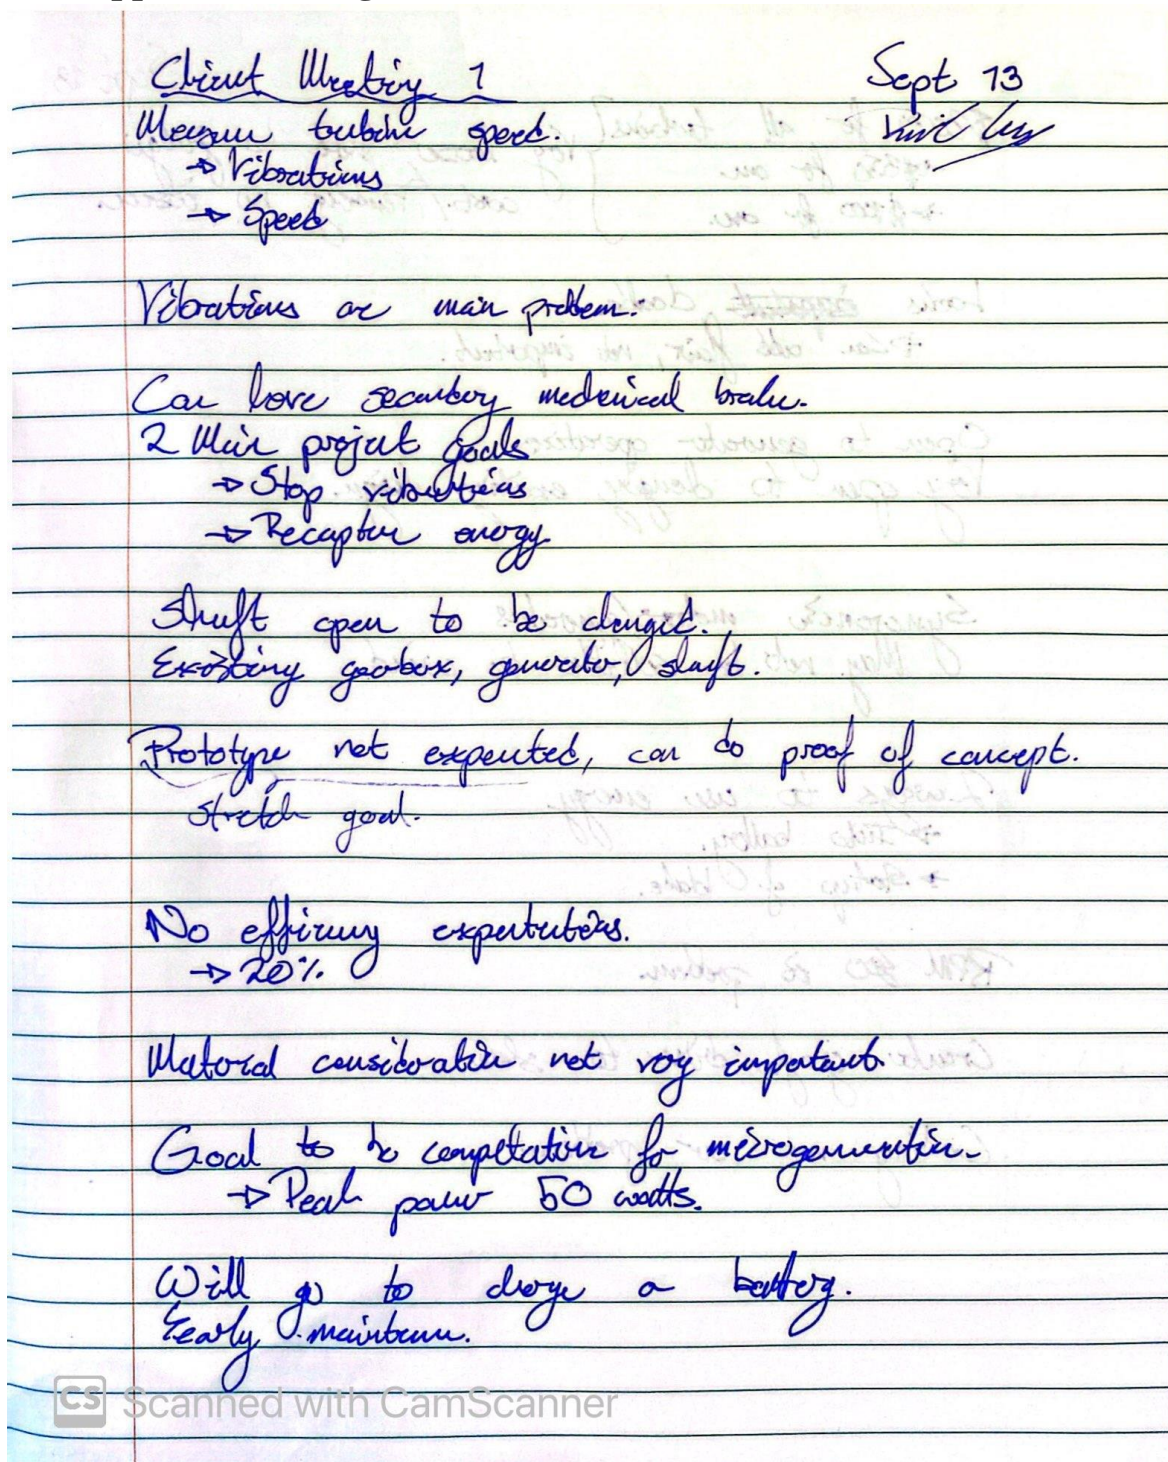 Client Meeting 1
Sept 13
Measure turbine speed.
→ Vibrations
→ Speed
Vibrations are main problem.
Can have secondary mechanical brake.
2 Main project goals
→ Stop vibrations
→ Recapture energy
Shaft open to be changed.
Existing gearbox, generator, shaft.
Prototype not expected, can do proof of concept.
Stretch goal.
No efficiency expectations.
→ 20%
Material consideration not very important.
Goal to be competative for microgeneration.
→ Peak power 50 watts.
Will go to charge a battery.
Yearly maintenance.
CS Scanned with CamScanner